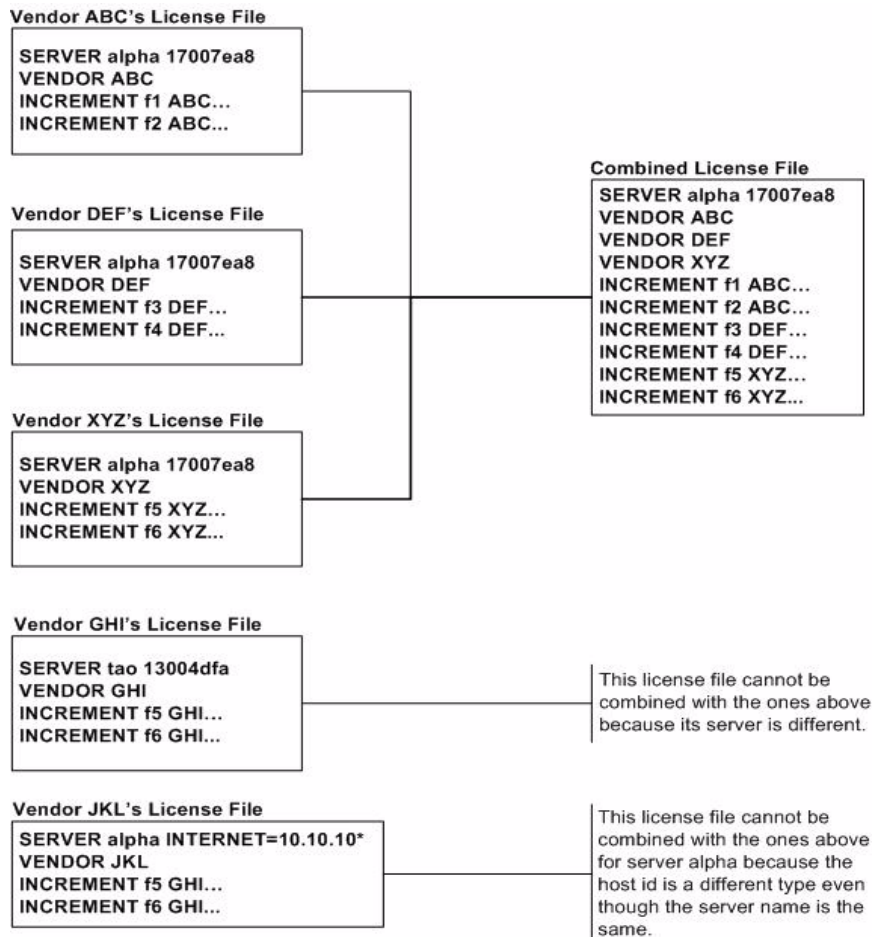 Vendor ABC's License File
SERVER alpha 17007ea8
VENDOR ABC
INCREMENT f1 ABC...
INCREMENT f2 ABC...
Vendor DEF's License File
SERVER alpha 17007ea8
VENDOR DEF
INCREMENT f3 DEF...
INCREMENT f4 DEF...
Vendor XYZ's License File
SERVER alpha 17007ea8
VENDOR XYZ
INCREMENT f5 XYZ...
INCREMENT f6 XYZ...
Combined License File
SERVER alpha 17007ea8
VENDOR ABC
VENDOR DEF
VENDOR XYZ
INCREMENT f1 ABC...
INCREMENT f2 ABC...
INCREMENT f3 DEF...
INCREMENT f4 DEF...
INCREMENT f5 XYZ...
INCREMENT f6 XYZ...
Vendor GHI's License File
SERVER tao 13004dfa
VENDOR GHI
INCREMENT f5 GHI...
INCREMENT f6 GHI...
This license file cannot be
combined with the ones above
because its server is different.
Vendor JKL's License File
SERVER alpha INTERNET=10.10.10*
VENDOR JKL
INCREMENT f5 GHI...
INCREMENT f6 GHI...
This license file cannot be
combined with the ones above
for server alpha because the
host id is a different type even
though the server name is the
same.